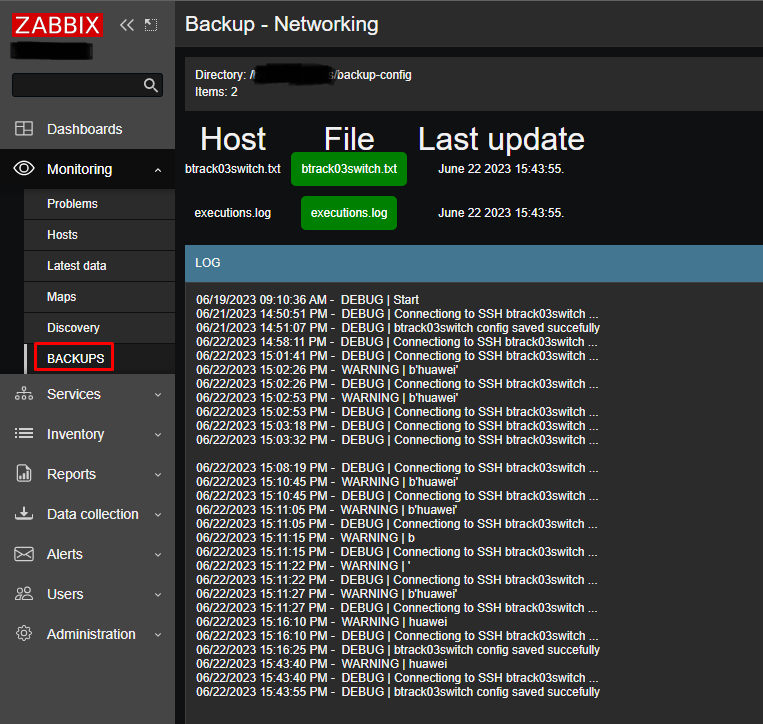 ZABBIX
Dashboards
Monitoring
Problems
Hosts
Latest data
Maps
Discovery
BACKUPS
Services
Inventory
Reports
Data collection
Alerts
Users
Administration
Backup - Networking
Directory: / s/backup-config
Items: 2
Host File Last update
btrack03switch.txt btrack03switch.txt June 22 2023 15:43:55.
executions.log executions.log June 22 2023 15:43:55.
LOG
06/19/2023 09:10:36 AM - DEBUG | Start
06/21/2023 14:50:51 PM - DEBUG | Connectiong to SSH btrack03switch ...
06/21/2023 14:51:07 PM - DEBUG | btrack03switch config saved succefully
06/22/2023 14:58:11 PM - DEBUG | Connectiong to SSH btrack03switch ...
06/22/2023 15:01:41 PM - DEBUG | Connectiong to SSH btrack03switch ...
06/22/2023 15:02:26 PM - WARNING | b'huawei'
06/22/2023 15:02:26 PM - DEBUG | Connectiong to SSH btrack03switch ...
06/22/2023 15:02:53 PM - WARNING | b'huawei'
06/22/2023 15:02:53 PM - DEBUG | Connectiong to SSH btrack03switch ...
06/22/2023 15:03:18 PM - DEBUG | Connectiong to SSH btrack03switch ...
06/22/2023 15:03:32 PM - DEBUG | Connectiong to SSH btrack03switch ...
06/22/2023 15:08:19 PM - DEBUG | Connectiong to SSH btrack03switch ...
06/22/2023 15:10:45 PM - WARNING | b'huawei'
06/22/2023 15:10:45 PM - DEBUG | Connectiong to SSH btrack03switch ...
06/22/2023 15:11:05 PM - WARNING | b'huawei'
06/22/2023 15:11:05 PM - DEBUG | Connectiong to SSH btrack03switch ...
06/22/2023 15:11:15 PM - WARNING | b
06/22/2023 15:11:15 PM - DEBUG | Connectiong to SSH btrack03switch ...
06/22/2023 15:11:22 PM - WARNING | '
06/22/2023 15:11:22 PM - DEBUG | Connectiong to SSH btrack03switch ...
06/22/2023 15:11:27 PM - WARNING | b'huawei'
06/22/2023 15:11:27 PM - DEBUG | Connectiong to SSH btrack03switch ...
06/22/2023 15:16:10 PM - WARNING | huawei
06/22/2023 15:16:10 PM - DEBUG | Connectiong to SSH btrack03switch ...
06/22/2023 15:16:25 PM - DEBUG | btrack03switch config saved succefully
06/22/2023 15:43:40 PM - WARNING | huawei
06/22/2023 15:43:40 PM - DEBUG | Connectiong to SSH btrack03switch ...
06/22/2023 15:43:55 PM - DEBUG | btrack03switch config saved succefully